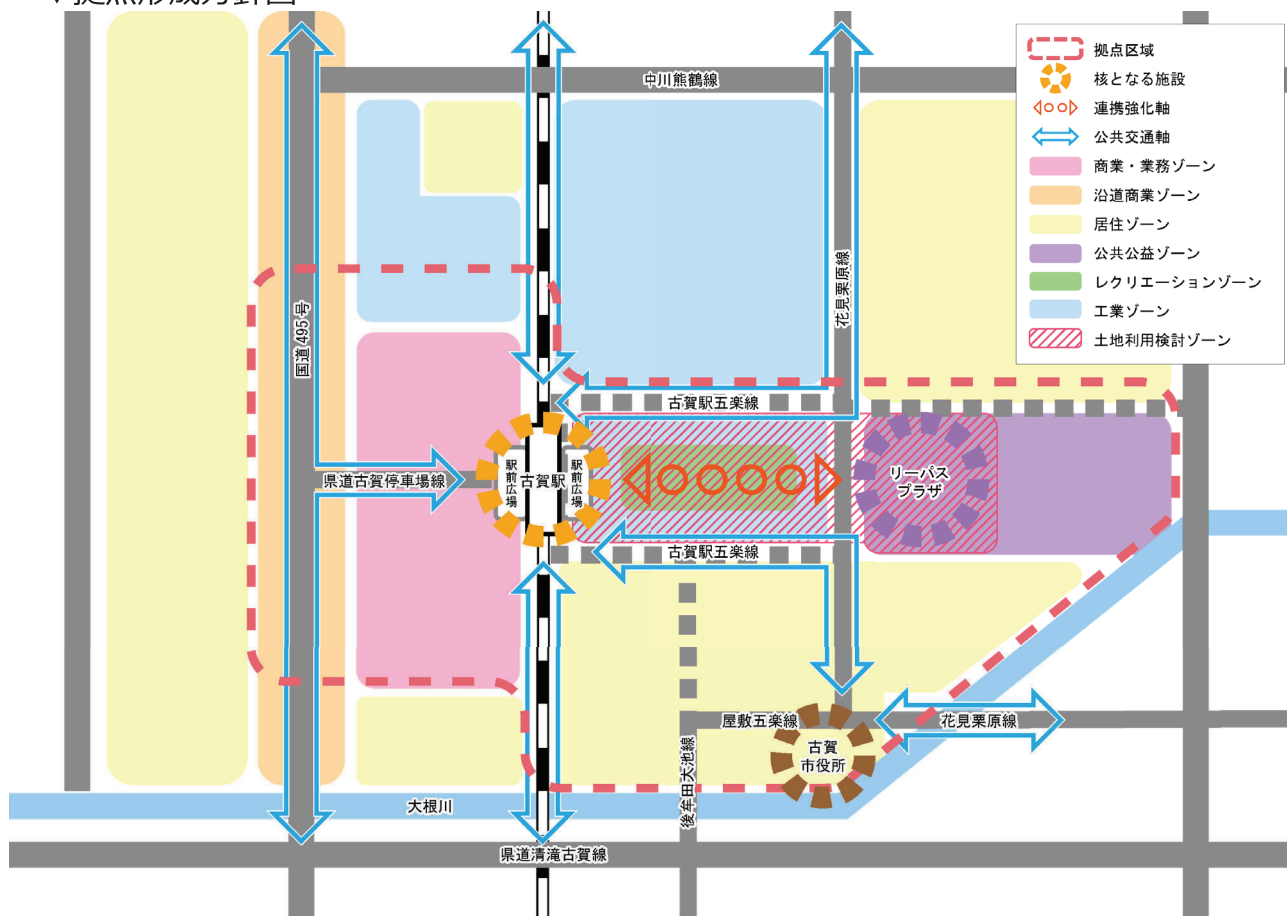 拠点形成方針図
中川熊鶴線
国道495号
花見栗原線
古賀駅五楽線
県道古賀停車場線
駅前広場
古賀駅
駅前広場
リーパス
プラザ
古賀駅五楽線
屋敷五楽線
花見栗原線
古賀
市役所
後牟田大池線
大根川
県道清滝古賀線
拠点区域
核となる施設
連携強化軸
公共交通軸
商業・業務ゾーン
沿道商業ゾーン
居住ゾーン
公共公益ゾーン
レクリエーションゾーン
工業ゾーン
土地利用検討ゾーン